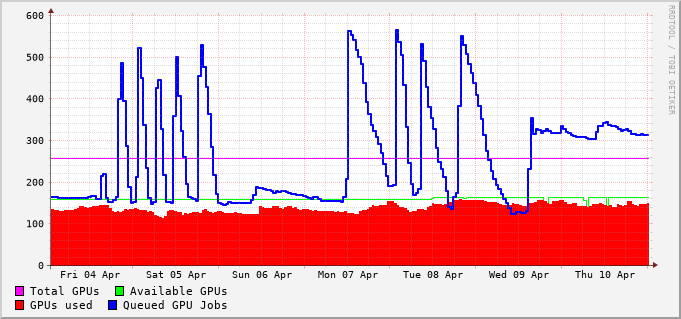 600
500
400
300
200
100
0
Fri 04 Apr Sat 05 Apr Sun 06 Apr Mon 07 Apr Tue 08 Apr Wed 09 Apr Thu 10 Apr
Total GPUs Available GPUs
GPUs used Queued GPU Jobs
RRDTOOL / TOBI OETIKER